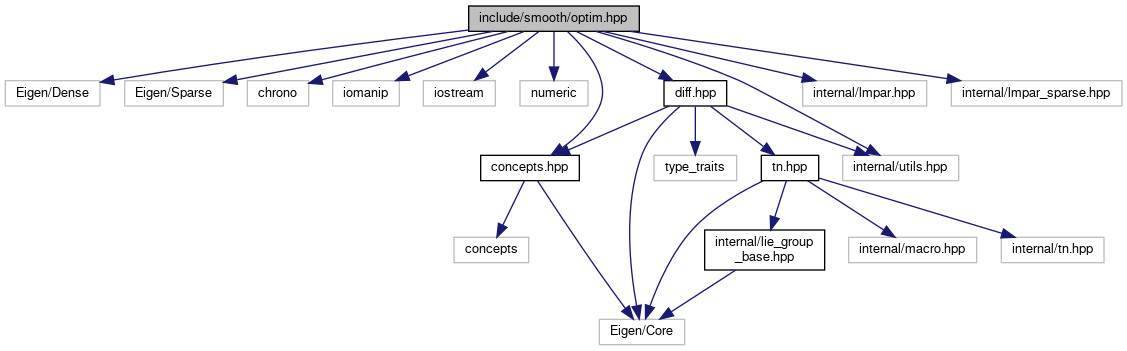 include/smooth/optim.hpp
Eigen/Dense
Eigen/Sparse
chrono
iomanip
iostream
numeric
diff.hpp
internal/lmpar.hpp
internal/lmpar_sparse.hpp
concepts.hpp
type_traits
tn.hpp
internal/utils.hpp
concepts
internal/lie_group
_base.hpp
internal/macro.hpp
internal/tn.hpp
Eigen/Core